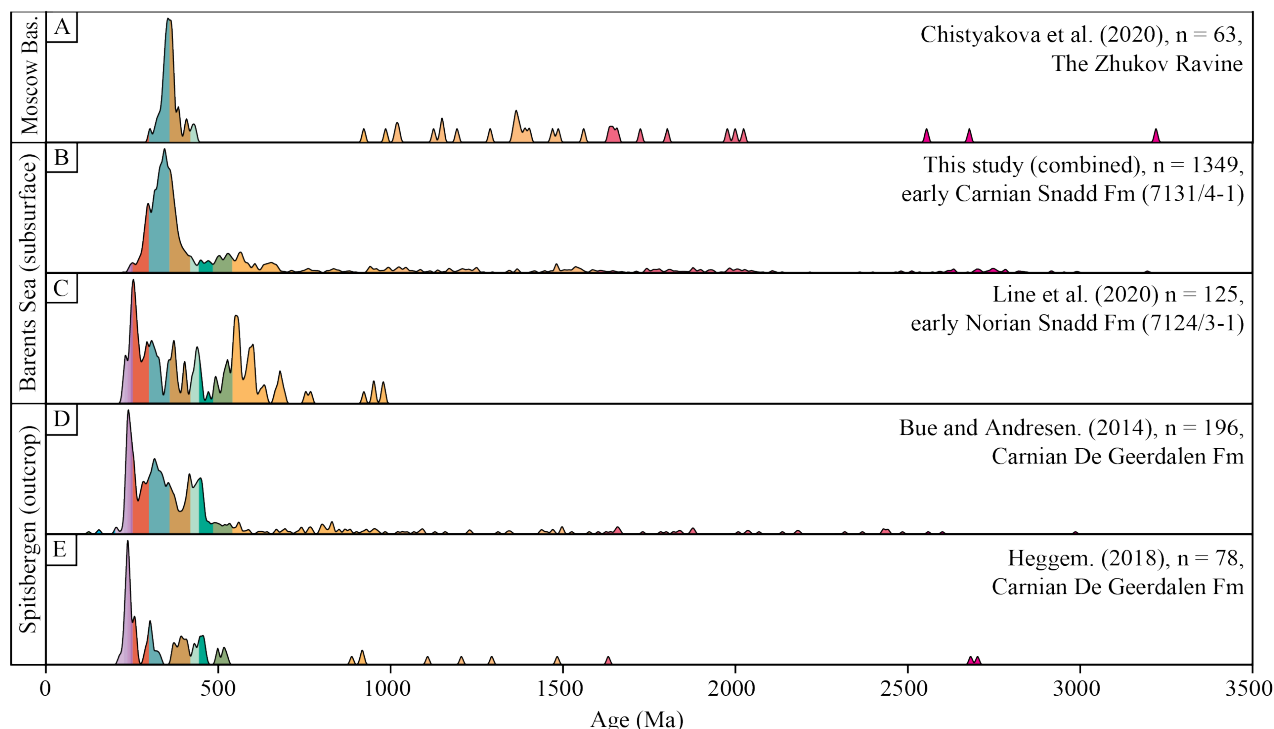 Moscow Bas.
A
Chistyakova et al. (2020), n = 63,
The Zhukov Ravine
Barents Sea (subsurface)
B
This study (combined), n = 1349,
early Carnian Snadd Fm (7131/4-1)
C
Line et al. (2020) n = 125,
early Norian Snadd Fm (7124/3-1)
Spitsbergen (outcrop)
D
Bue and Andresen. (2014), n = 196,
Carnian De Geerdalen Fm
E
Heggem. (2018), n = 78,
Carnian De Geerdalen Fm
0 500 1000 1500 2000 2500 3000 3500
Age (Ma)